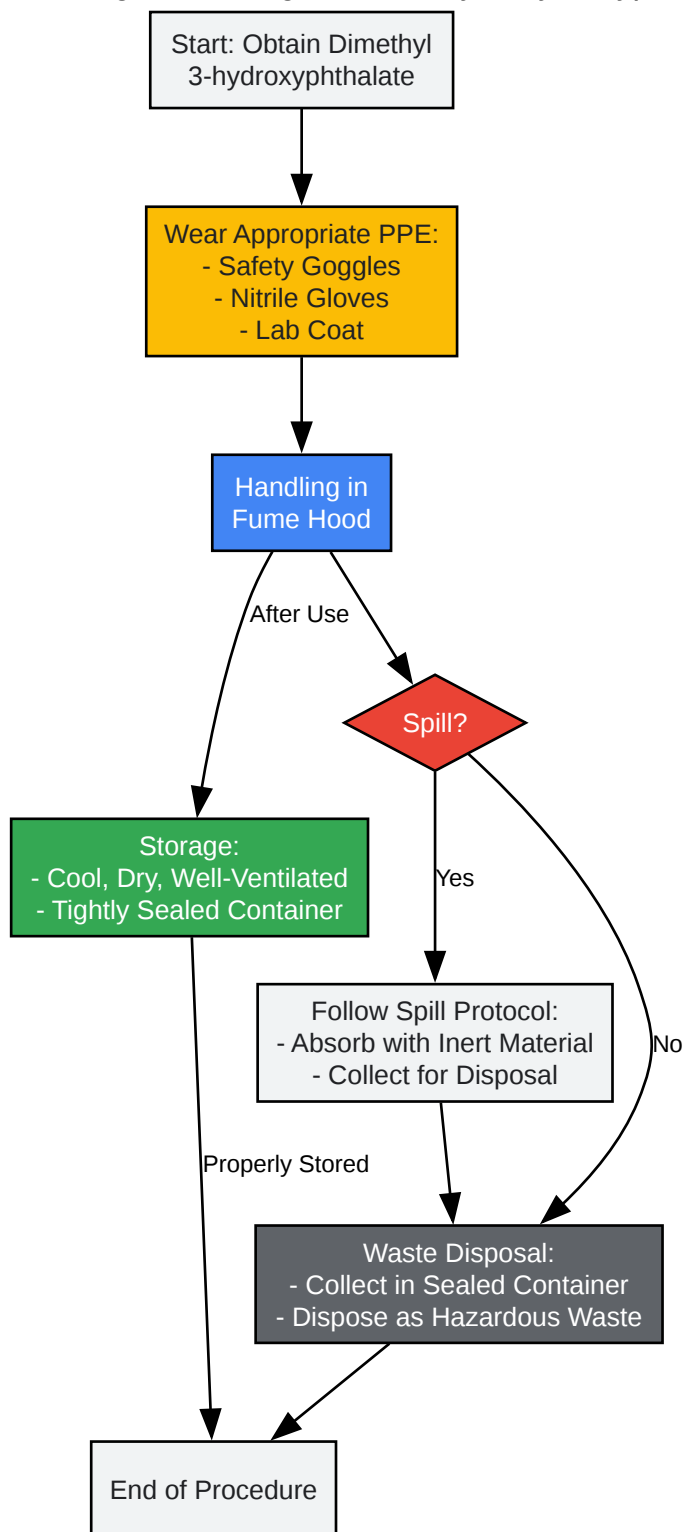 Start: Obtain Dimethyl
3-hydroxyphthalate
Wear Appropriate PPE:
- Safety Goggles
- Nitrile Gloves
- Lab Coat
Handling in
Fume Hood
After Use
Spill?
Storage:
- Cool, Dry, Well-Ventilated
- Tightly Sealed Container
Yes
Follow Spill Protocol:
- Absorb with Inert Material
- Collect for Disposal
No
Properly Stored
Waste Disposal:
- Collect in Sealed Container
- Dispose as Hazardous Waste
End of Procedure